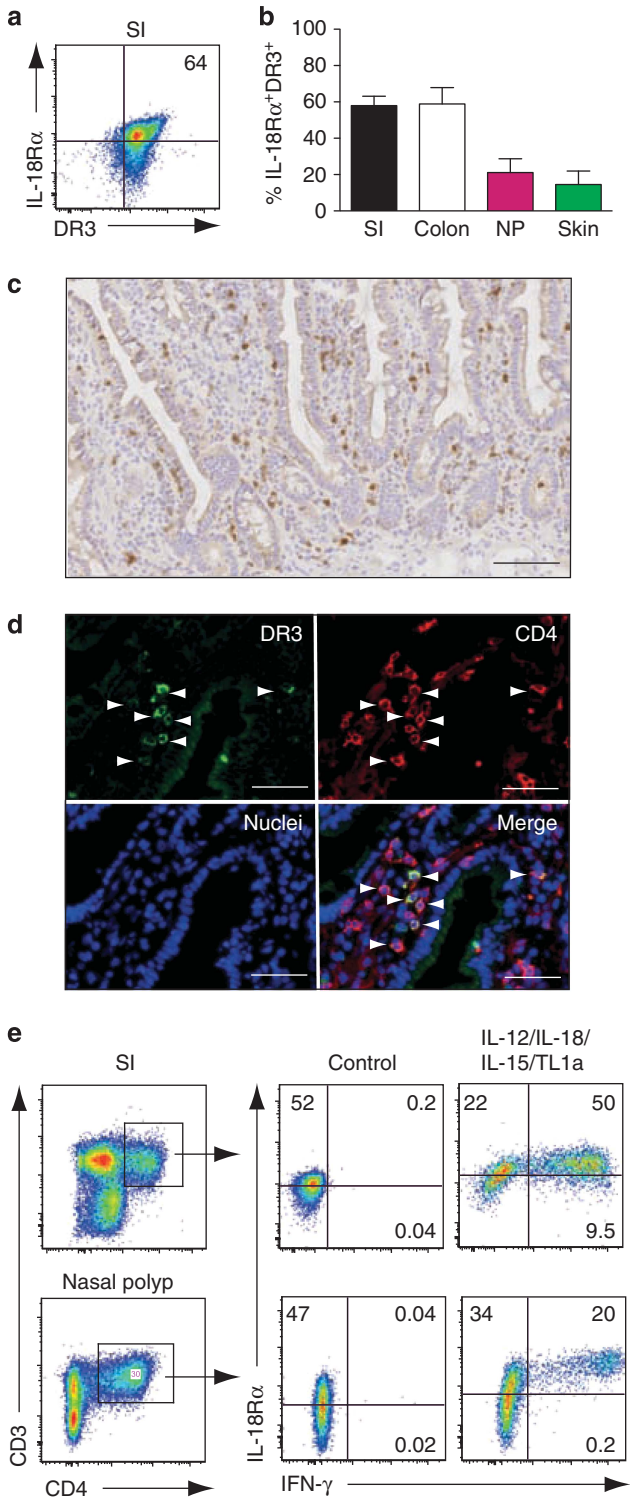 a
SI
64
IL-18Rα
DR3
b
% IL-18Rα+DR3+
100
80
60
40
20
0
SI Colon NP Skin
c
d
DR3
CD4
Nuclei
Merge
e
SI
Control
IL-12/IL-18/
IL-15/TL1a
52 0.2
0.04
22 50
9.5
Nasal polyp
30
47 0.04
0.02
34 20
0.2
CD3
CD4
IL-18Rα
IFN-γ